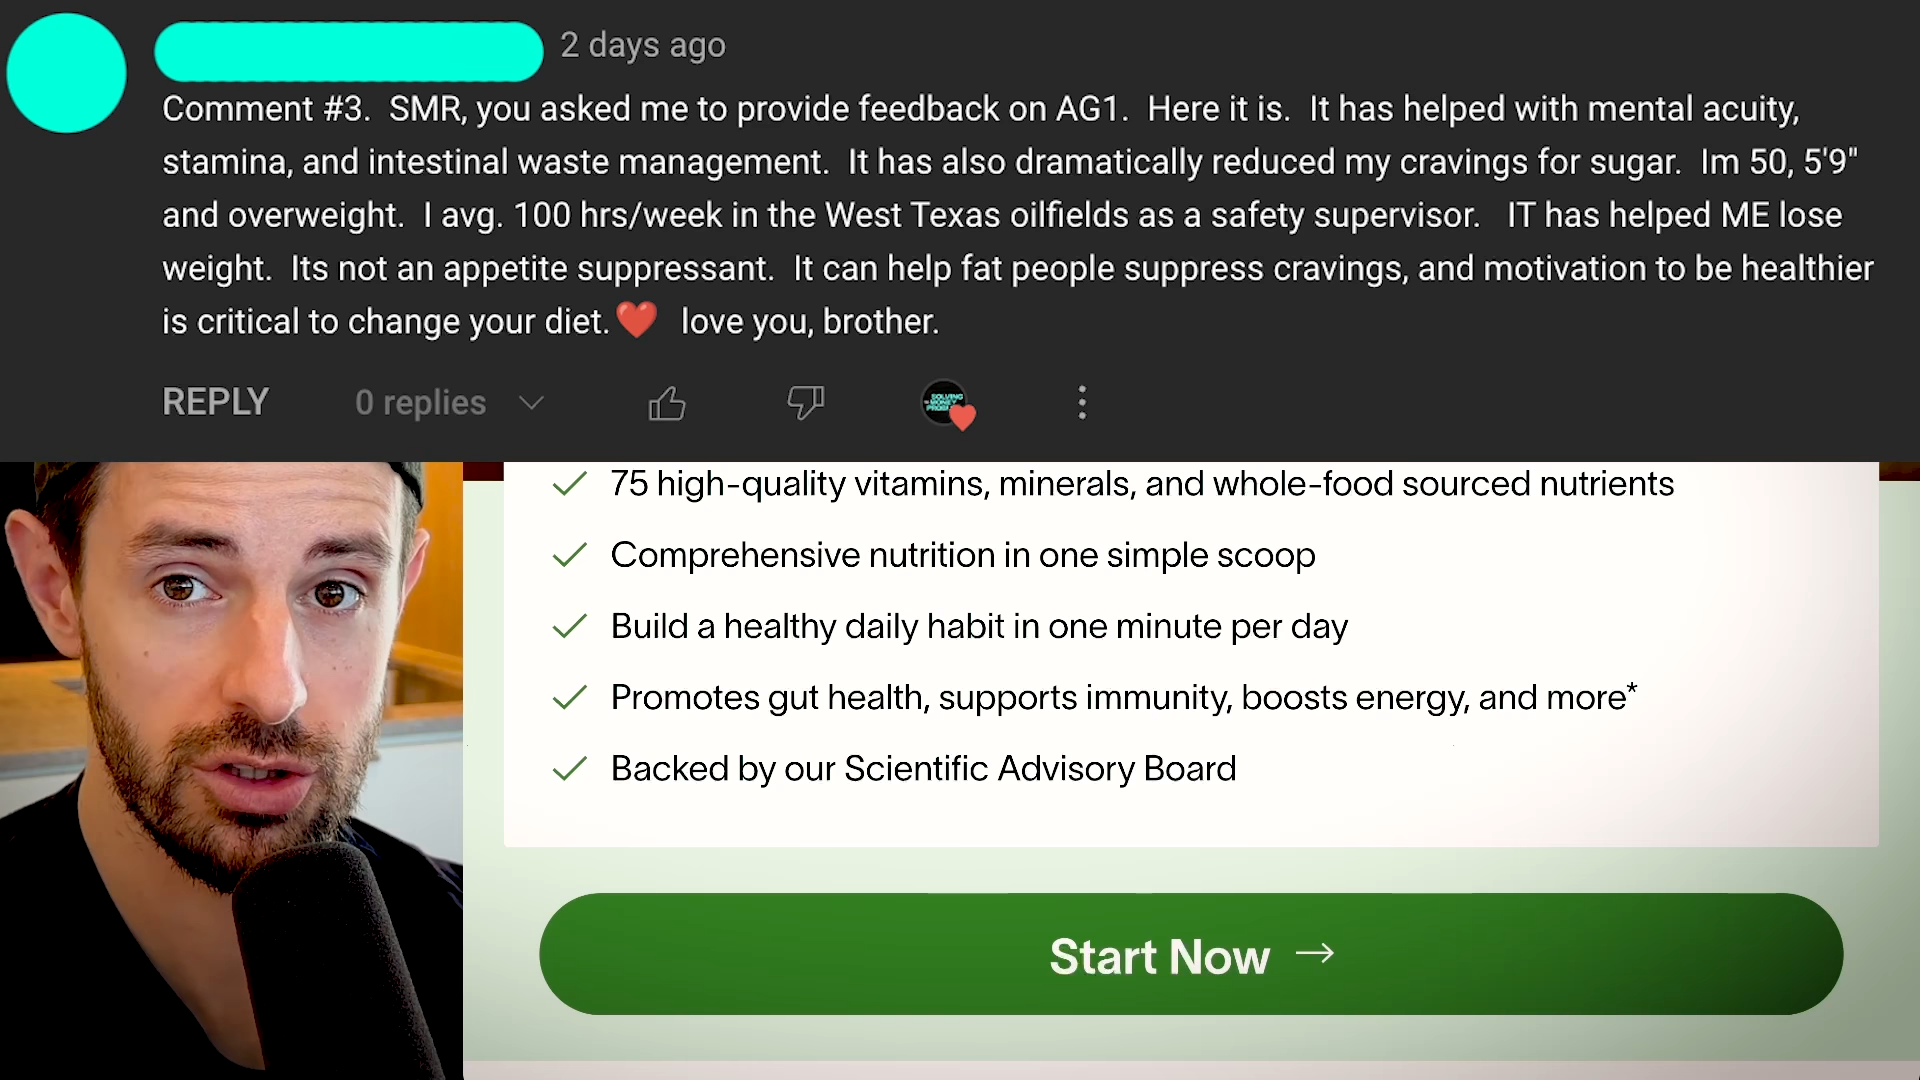 2 days ago
Comment #3.  SMR, you asked me to provide feedback on AG1.  Here it is.  It has helped with mental acuity,
stamina, and intestinal waste management.  It has also dramatically reduced my cravings for sugar.  Im 50, 5'9"
and overweight.  I avg. 100 hrs/week in the West Texas oilfields as a safety supervisor.   IT has helped ME lose
weight.  Its not an appetite suppressant.  It can help fat people suppress cravings, and motivation to be healthier
is critical to change your diet.❤️  love you, brother.
REPLY 0 replies
SOLVING
MONEY
75 high-quality vitamins, minerals, and whole-food sourced nutrients
Comprehensive nutrition in one simple scoop
Build a healthy daily habit in one minute per day
Promotes gut health, supports immunity, boosts energy, and more*
Backed by our Scientific Advisory Board
Start Now →